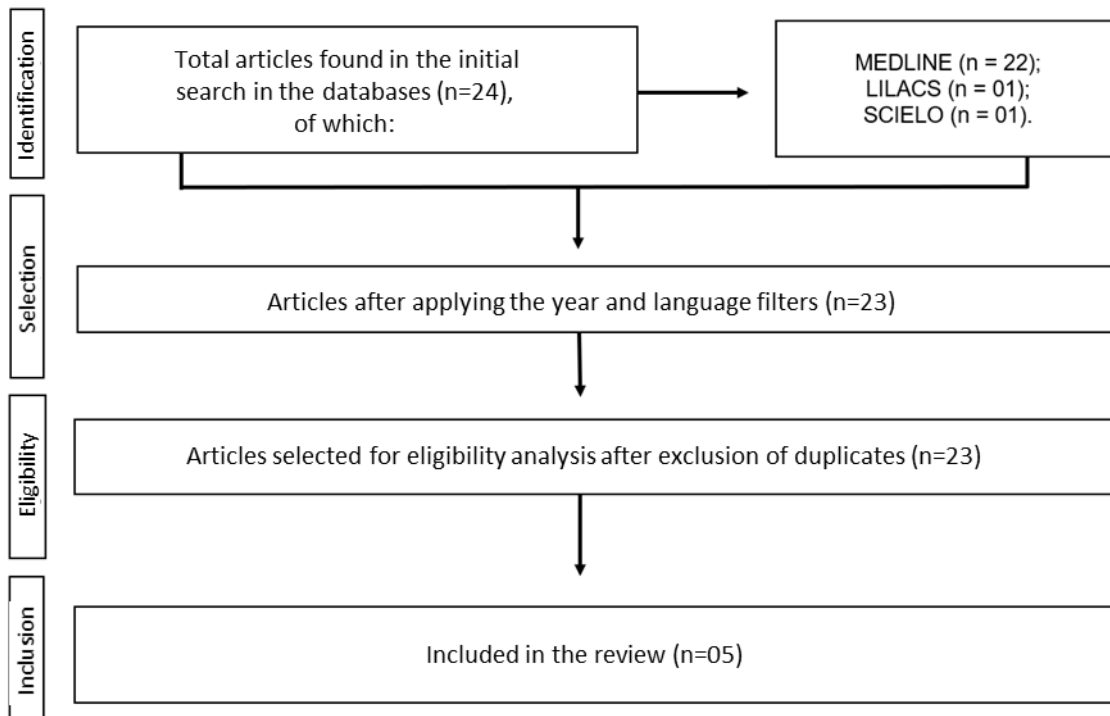 Identification
Total articles found in the initial
search in the databases (n=24),
of which:
MEDLINE (n = 22);
LILACS (n = 01);
SCIELO (n = 01).
Selection
Articles after applying the year and language filters (n=23)
Eligibility
Articles selected for eligibility analysis after exclusion of duplicates (n=23)
Inclusion
Included in the review (n=05)